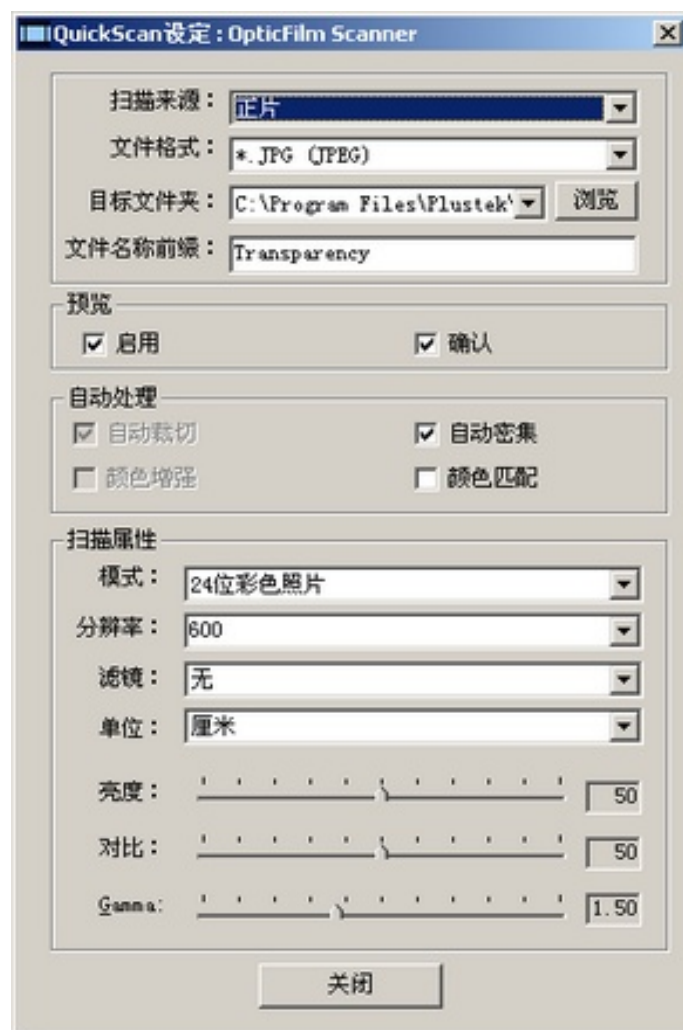 QuickScan设定:OpticFilm Scanner
扫描来源: 正片
文件格式: *.JPG (JPEG)
目标文件夹: C:\Program Files\Plustek\ 浏览
文件名称前缀: Transparency
预览
启用 确认
自动处理
自动裁切 自动密集
颜色增强 颜色匹配
扫描属性
模式: 24位彩色照片
分辨率: 600
滤镜: 无
单位: 厘米
亮度: 50
对比: 50
Gamma: 1.50
关闭